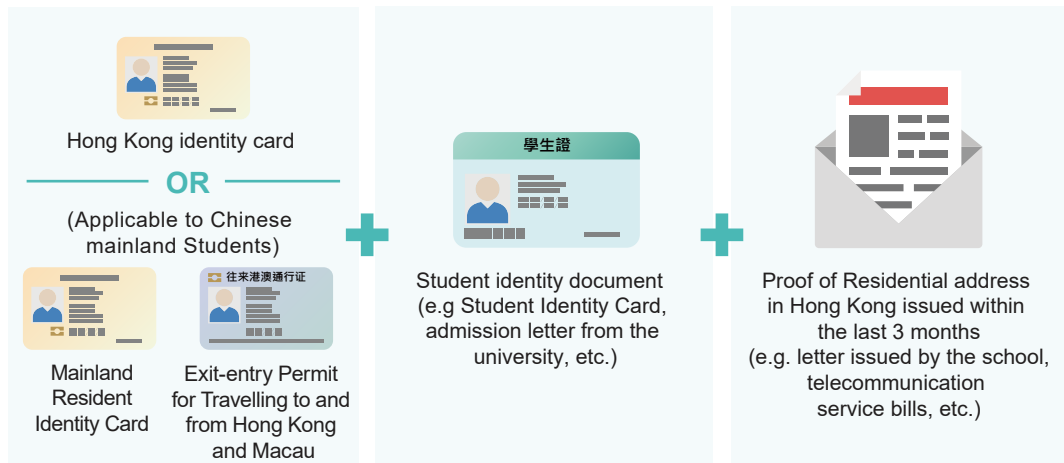 Hong Kong identity card
OR
(Applicable to Chinese
mainland Students)
往来港澳通行证
Mainland
Resident
Identity Card
Exit-entry Permit
for Travelling to and
from Hong Kong
and Macau
學生證
Student identity document
(e.g Student Identity Card,
admission letter from the
university, etc.)
Proof of Residential address
in Hong Kong issued within
the last 3 months
(e.g. letter issued by the school,
telecommunication
service bills, etc.)